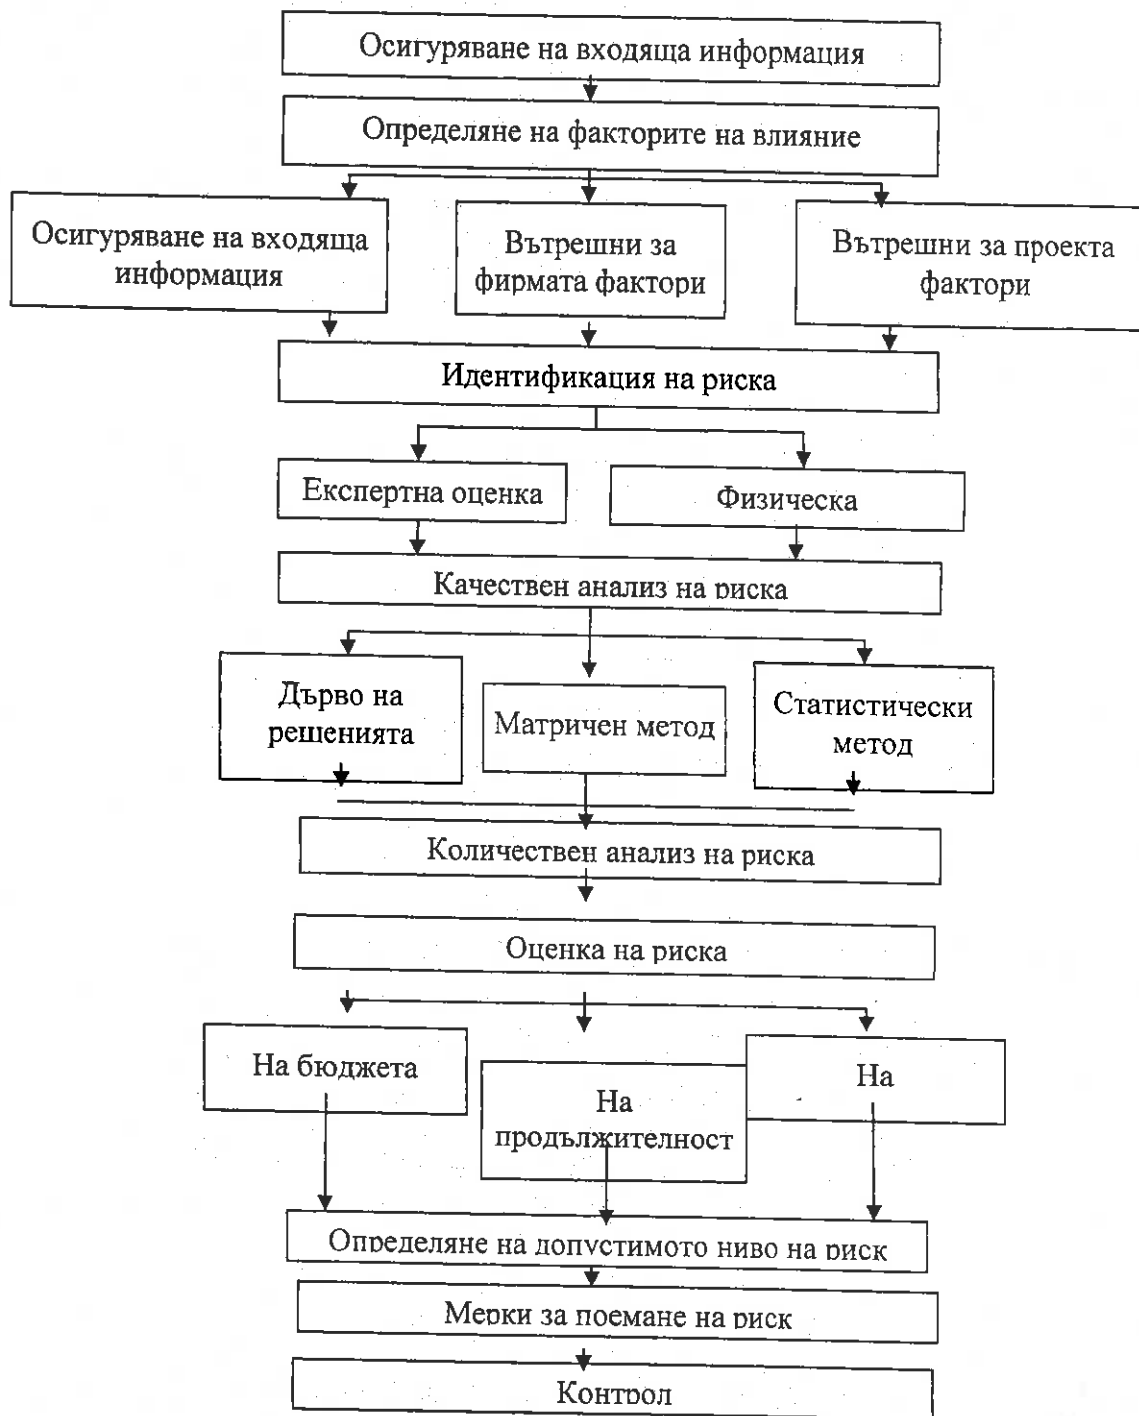 Осигуряване на входяща информация
Определяне на факторите на влияние
Осигуряване на входяща
информация
Вътрешни за
фирмата фактори
Вътрешни за проекта
фактори
Идентификация на риска
Експертна оценка
Физическа
Качествен анализ на риска
Дърво на
решенията
Матричен метод
Статистически
метод
Количествен анализ на риска
Оценка на риска
На бюджета
На
продължителност
На
Определяне на допустимото ниво на риск
Мерки за поемане на риск
Контрол